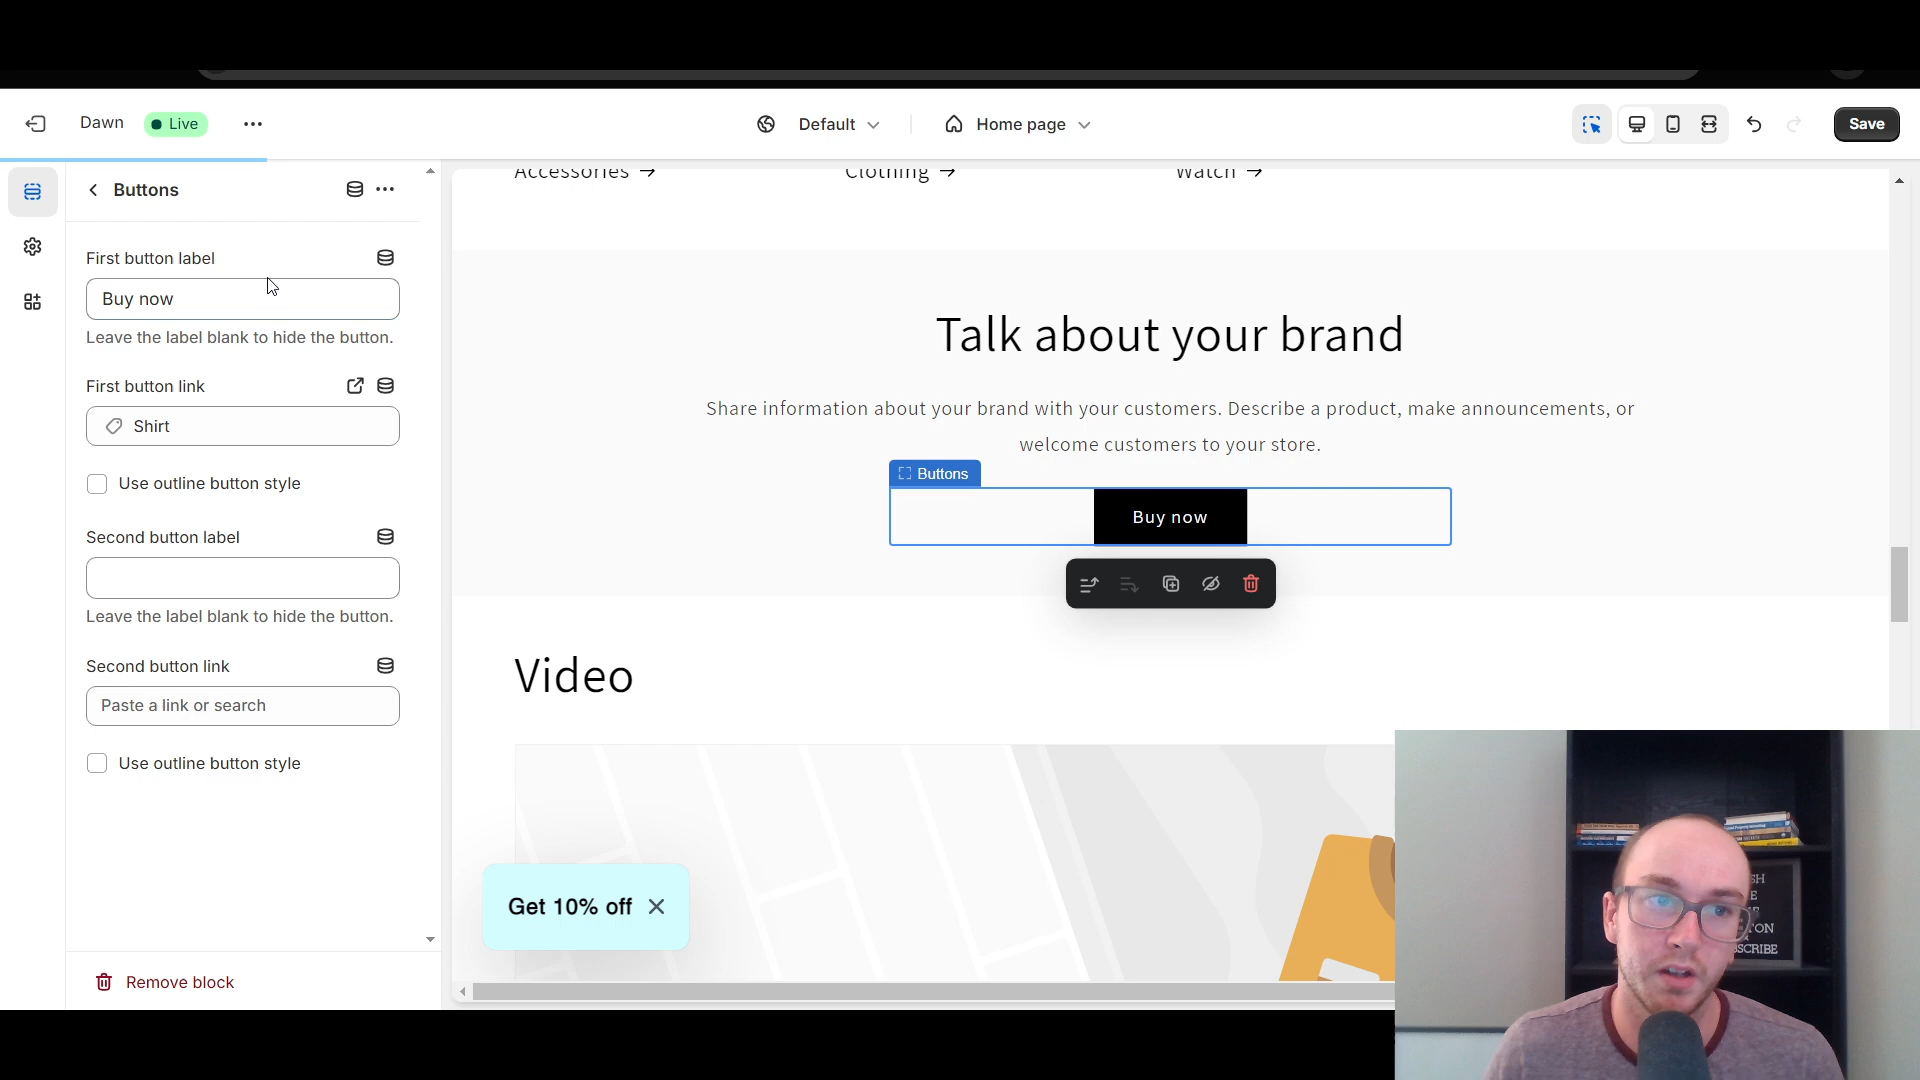 Dawn
Live
Default
Home page
Save
Buttons
First button label
Buy now
Leave the label blank to hide the button.
First button link
Shirt
Use outline button style
Second button label
Leave the label blank to hide the button.
Second button link
Paste a link or search
Use outline button style
Remove block
Accessories →
Clothing →
Watch →
Talk about your brand
Share information about your brand with your customers. Describe a product, make announcements, or
welcome customers to your store.
Buttons
Buy now
Video
Get 10% off